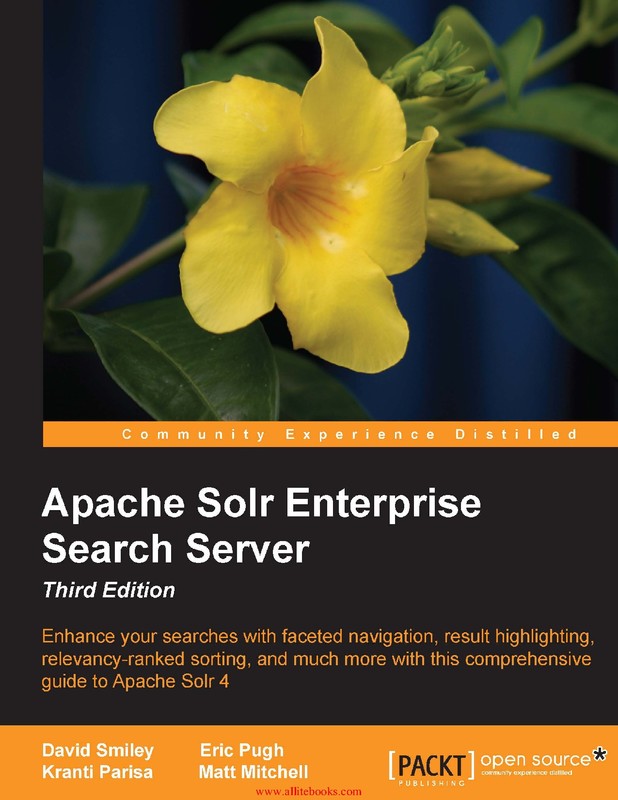 Community Experience Distilled
Apache Solr Enterprise
Search Server
Third Edition
Enhance your searches with faceted navigation, result highlighting,
relevancy-ranked sorting, and much more with this comprehensive
guide to Apache Solr 4
David Smiley Eric Pugh
Kranti Parisa Matt Mitchell
[PACKT] open source*
PUBLISHING community experience distilled
www.allitebooks.com